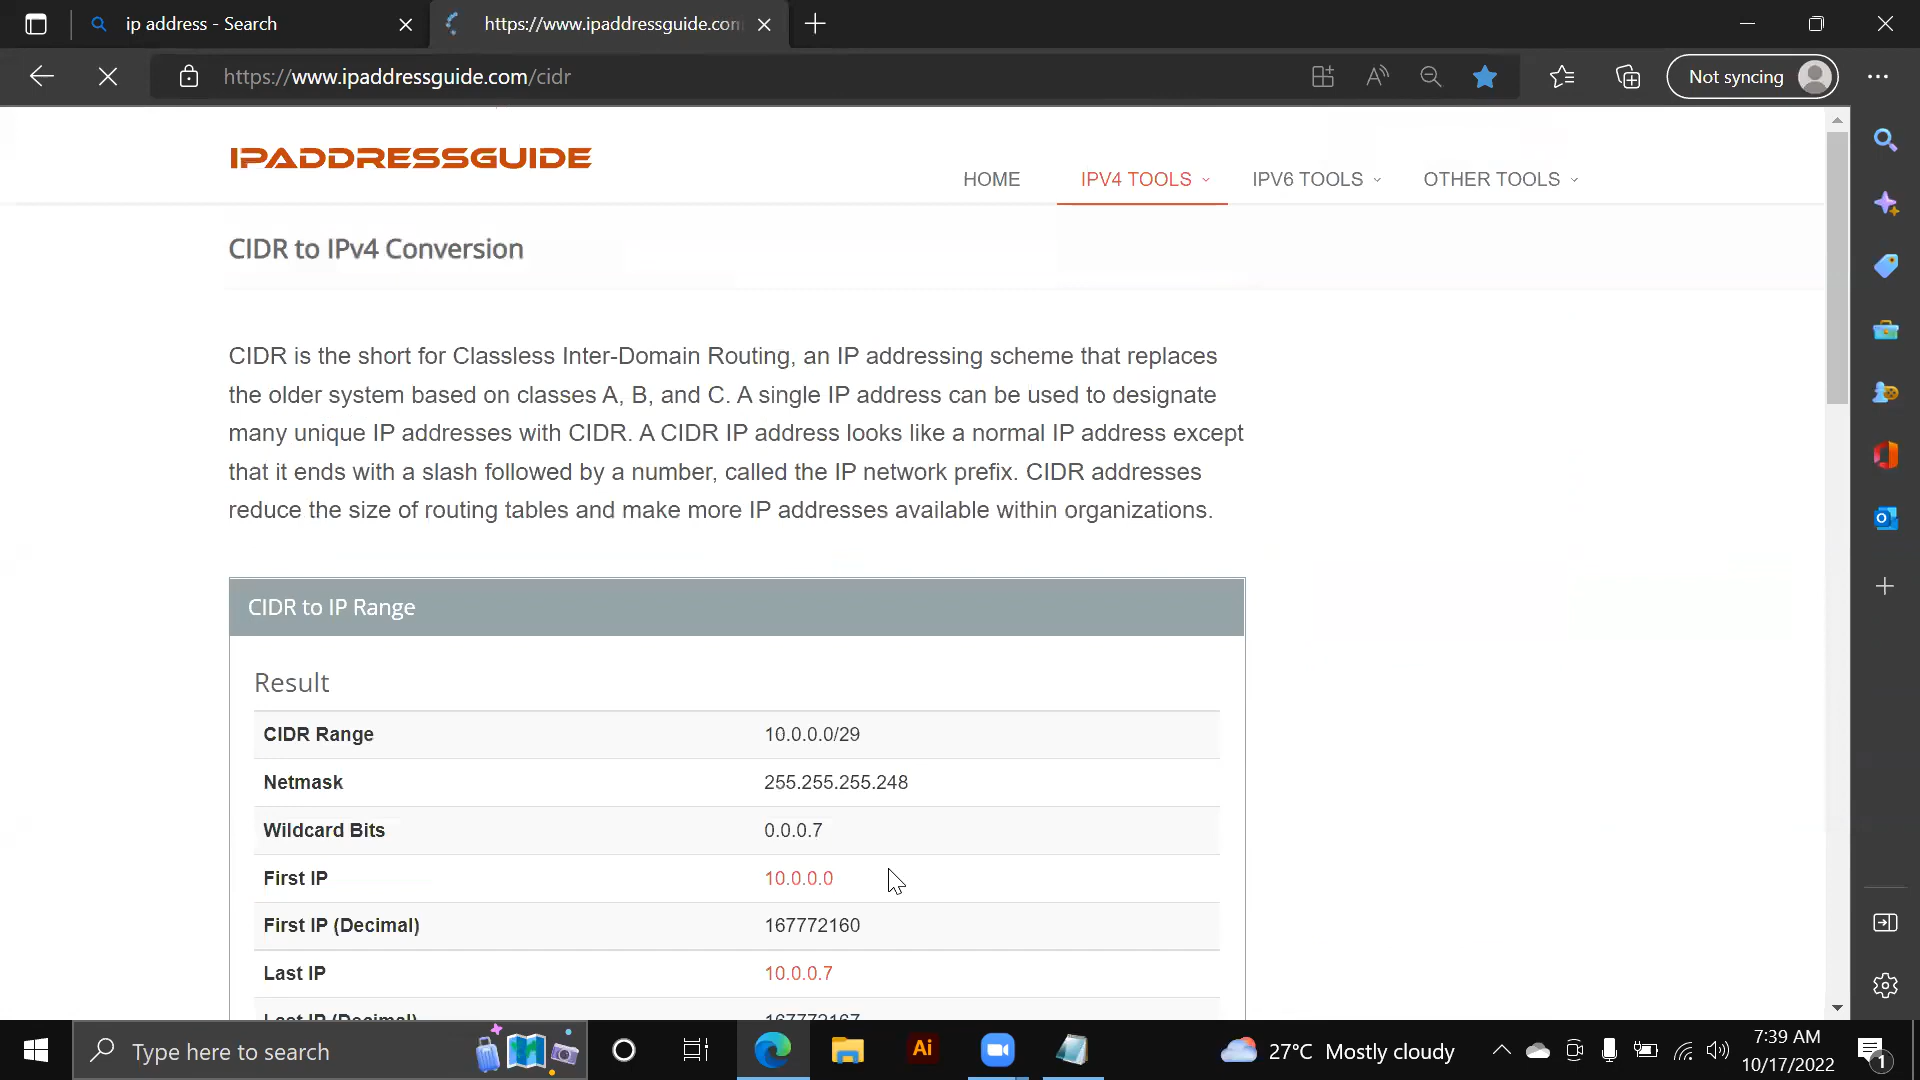 ip address - Search
https://www.ipaddressguide.com
https://www.ipaddressguide.com/cidr
Not syncing
IPADDRESSGUIDE
HOME
IPV4 TOOLS
IPV6 TOOLS
OTHER TOOLS
CIDR to IPv4 Conversion
CIDR is the short for Classless Inter-Domain Routing, an IP addressing scheme that replaces
the older system based on classes A, B, and C. A single IP address can be used to designate
many unique IP addresses with CIDR. A CIDR IP address looks like a normal IP address except
that it ends with a slash followed by a number, called the IP network prefix. CIDR addresses
reduce the size of routing tables and make more IP addresses available within organizations.
CIDR to IP Range
Result
CIDR Range 10.0.0.0/29
Netmask 255.255.255.248
Wildcard Bits 0.0.0.7
First IP 10.0.0.0
First IP (Decimal) 167772160
Last IP 10.0.0.7
Last IP (Decimal) 167772167
Type here to search
Ai
27°C Mostly cloudy
7:39 AM
10/17/2022
1